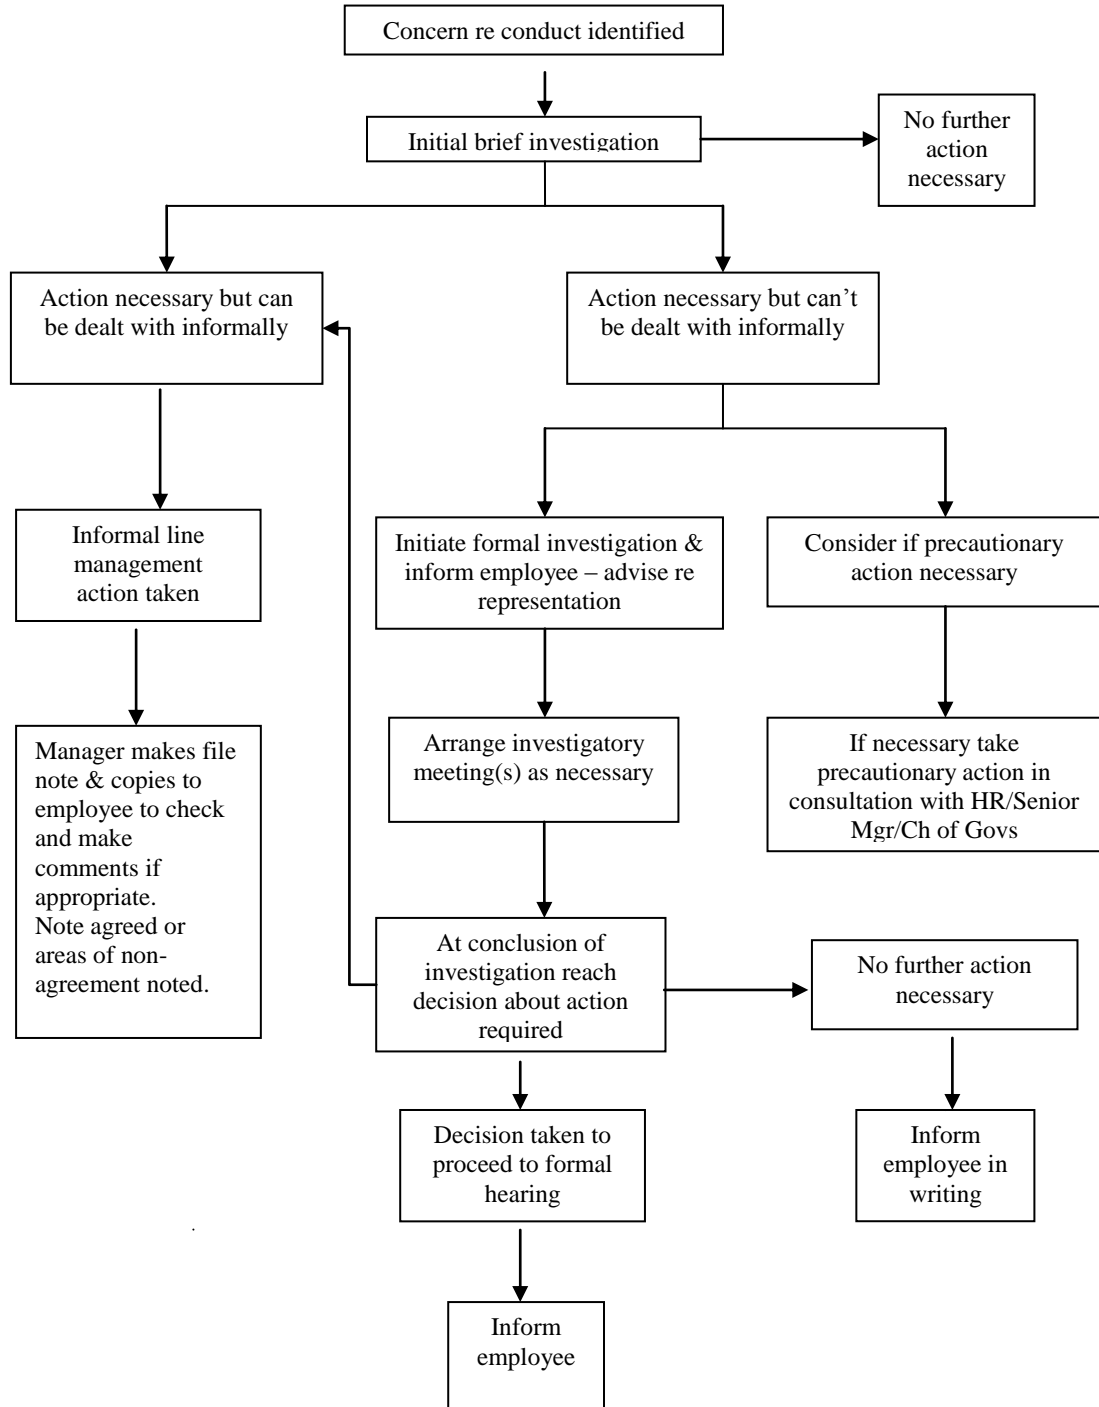 Concern re conduct identified
Initial brief investigation
No further
action
necessary
Action necessary but can
be dealt with informally
Action necessary but can't
be dealt with informally
Informal line
management
action taken
Initiate formal investigation &
inform employee – advise re
representation
Consider if precautionary
action necessary
Manager makes file
note & copies to
employee to check
and make
comments if
appropriate.
Note agreed or
areas of non-
agreement noted.
Arrange investigatory
meeting(s) as necessary
If necessary take
precautionary action in
consultation with HR/Senior
Mgr/Ch of Govs
At conclusion of
investigation reach
decision about action
required
No further action
necessary
Decision taken to
proceed to formal
hearing
Inform
employee in
writing
Inform
employee